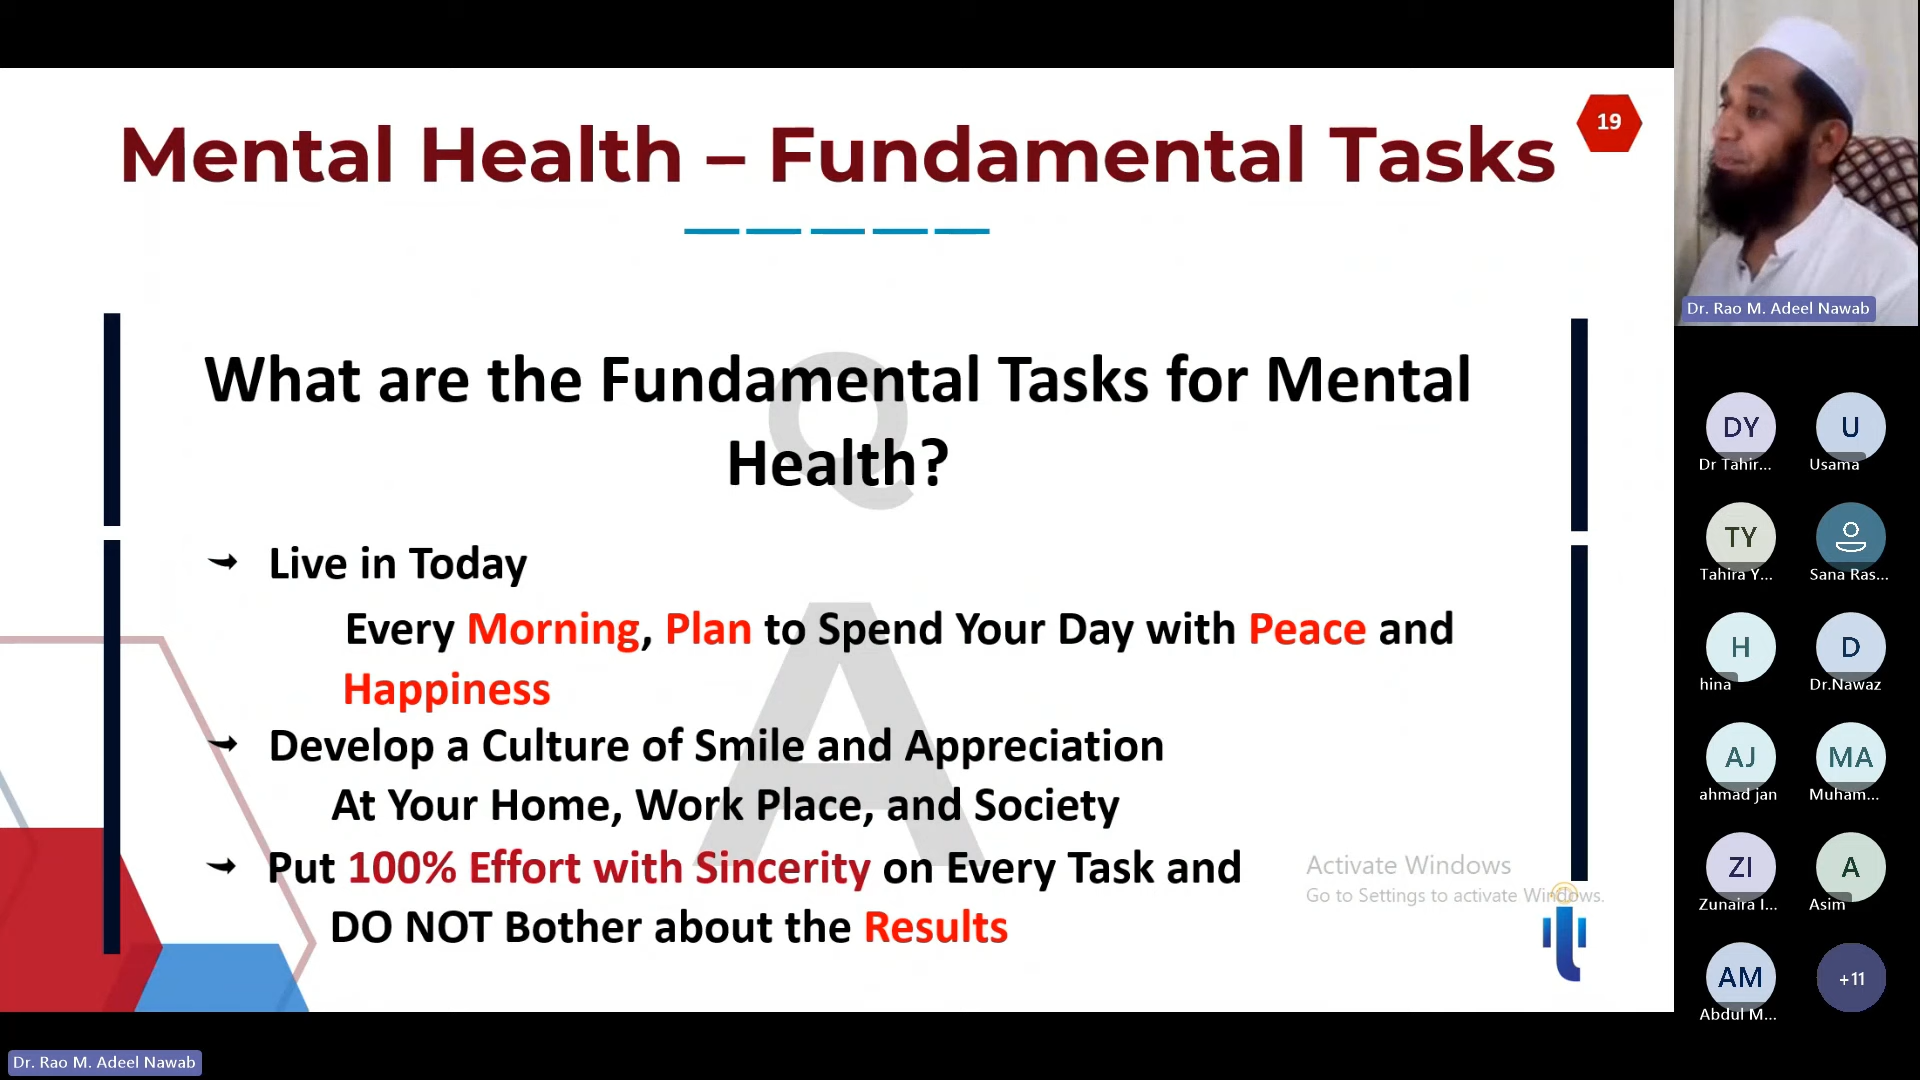 Mental Health – Fundamental Tasks
19
What are the Fundamental Tasks for Mental
Health?
Q
A
→ Live in Today
Every Morning, Plan to Spend Your Day with Peace and
Happiness
→ Develop a Culture of Smile and Appreciation
At Your Home, Work Place, and Society
→ Put 100% Effort with Sincerity on Every Task and
DO NOT Bother about the Results
Activate Windows
Go to Settings to activate Windows.
Dr. Rao M. Adeel Nawab
Dr. Rao M. Adeel Nawab
DY
Dr Tahir...
U
Usama
TY
Tahira Y...
Sana Ras...
H
hina
D
Dr.Nawaz
AJ
ahmad jan
MA
Muham...
ZI
Zunaira I...
A
Asim
AM
Abdul M...
+11